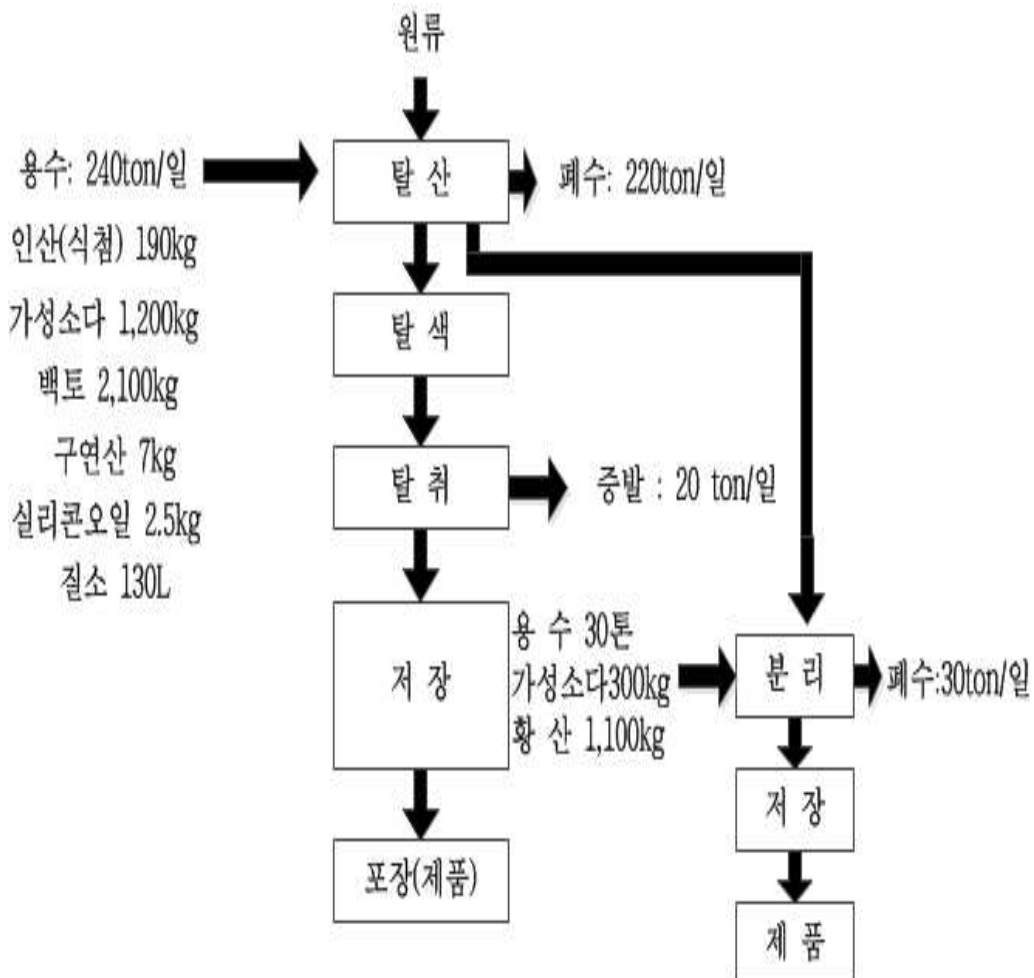 원류
용수: 240ton/일
탈 산
폐수: 220ton/일
인산(식첨) 190kg
가성소다 1,200kg
탈 색
백토 2,100kg
구연산 7kg
탈 취
증발 : 20 ton/일
실리콘오일 2.5kg
질소 130L
저 장
용 수 30톤
가성소다300kg
황 산 1,100kg
분 리
폐수:30ton/일
저 장
포장(제품)
제 품